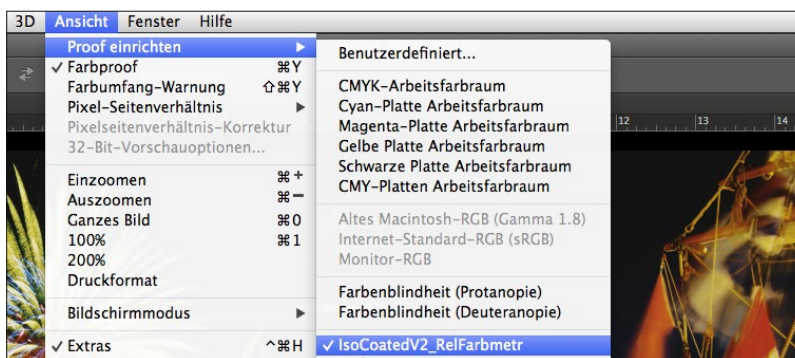 3D Ansicht Fenster Hilfe
Proof einrichten ▶
✓ Farbproof ⌘Y
Farbumfang-Warnung ⇧⌘Y
Pixel-Seitenverhältnis ▶
Pixelseitenverhältnis-Korrektur
32-Bit-Vorschauoptionen...
Einzoomen ⌘+
Auszoomen ⌘−
Ganzes Bild ⌘0
100% ⌘1
200%
Druckformat
Bildschirmmodus ▶
✓ Extras ^⌘H
Benutzerdefiniert...
CMYK-Arbeitsfarbraum
Cyan-Platte Arbeitsfarbraum
Magenta-Platte Arbeitsfarbraum
Gelbe Platte Arbeitsfarbraum
Schwarze Platte Arbeitsfarbraum
CMY-Platten Arbeitsfarbraum
Altes Macintosh-RGB (Gamma 1.8)
Internet-Standard-RGB (sRGB)
Monitor-RGB
Farbenblindheit (Protanopie)
Farbenblindheit (Deuteranopie)
✓ IsoCoatedV2_RelFarbmetr
12 13 14